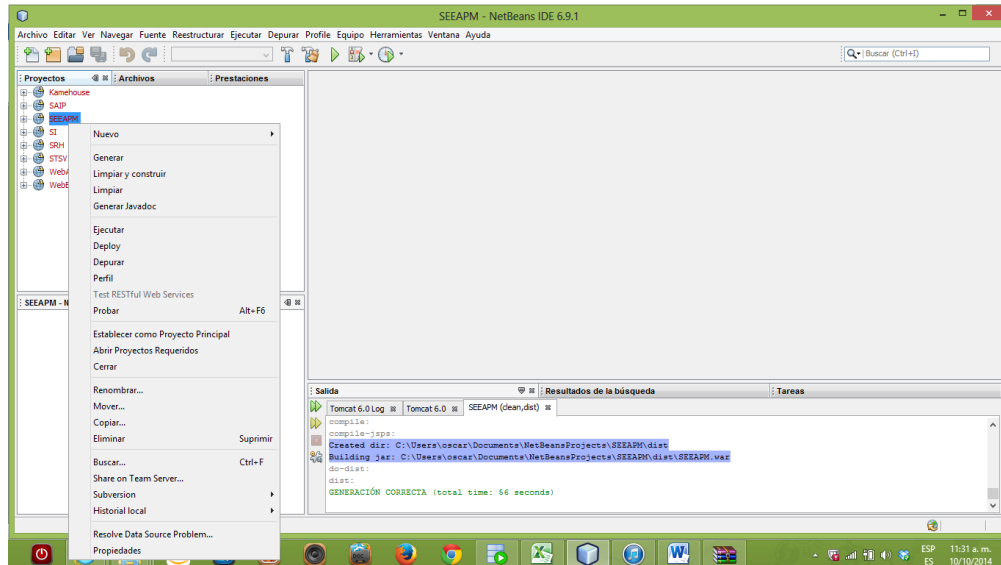 SEEAPM - NetBeans IDE 6.9.1
Archivo Editar Ver Navegar Fuente Reestructurar Ejecutar Depurar Profile Equipo Herramientas Ventana Ayuda
Buscar (Ctrl+I)
Proyectos Archivos Prestaciones
Kamehouse
SAIP
SEEAPM
SI
SRH
STSV
Nuevo
Generar
Limpiar y construir
Limpiar
Generar Javadoc
Ejecutar
Deploy
Depurar
Perfil
Test RESTful Web Services
Probar Alt+F6
Establecer como Proyecto Principal
Abrir Proyectos Requeridos
Cerrar
Renombrar...
Mover...
Copiar...
Eliminar Suprimir
Buscar... Ctrl+F
Share on Team Server...
Subversion
Historial local
Resolve Data Source Problem...
Propiedades
SEEAPM - N
Salida Resultados de la búsqueda Tareas
Tomcat 6.0 Log Tomcat 6.0 SEEAPM (clean,dist)
compile:
compile-jsps:
Created dir: C:\Users\oscar\Documents\NetBeansProjects\SEEAPM\dist
Building jar: C:\Users\oscar\Documents\NetBeansProjects\SEEAPM\dist\SEEAPM.war
do-dist:
dist:
GENERACIÓN CORRECTA (total time: 56 seconds)
DOC
ESP 11:31 a. m.
ES 10/10/2014